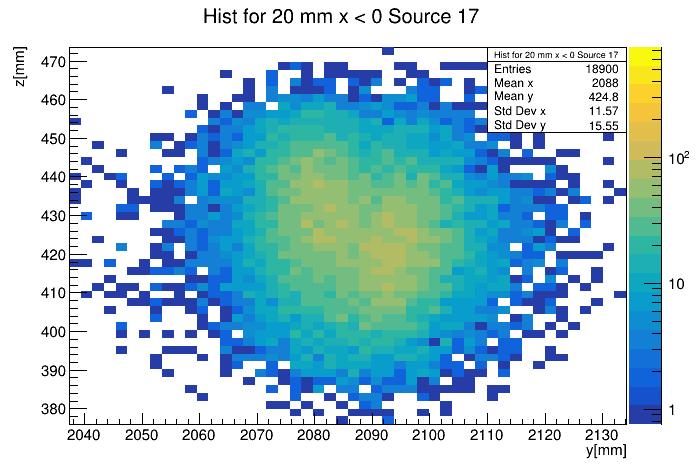 Hist for 20 mm x < 0 Source 17
z[mm]
470
460
450
440
430
420
410
400
390
380
2040 2050 2060 2070 2080 2090 2100 2110 2120 2130
y[mm]
Hist for 20 mm x < 0 Source 17
Entries 18900
Mean x 2088
Mean y 424.8
Std Dev x 11.57
Std Dev y 15.55
10²
10
1